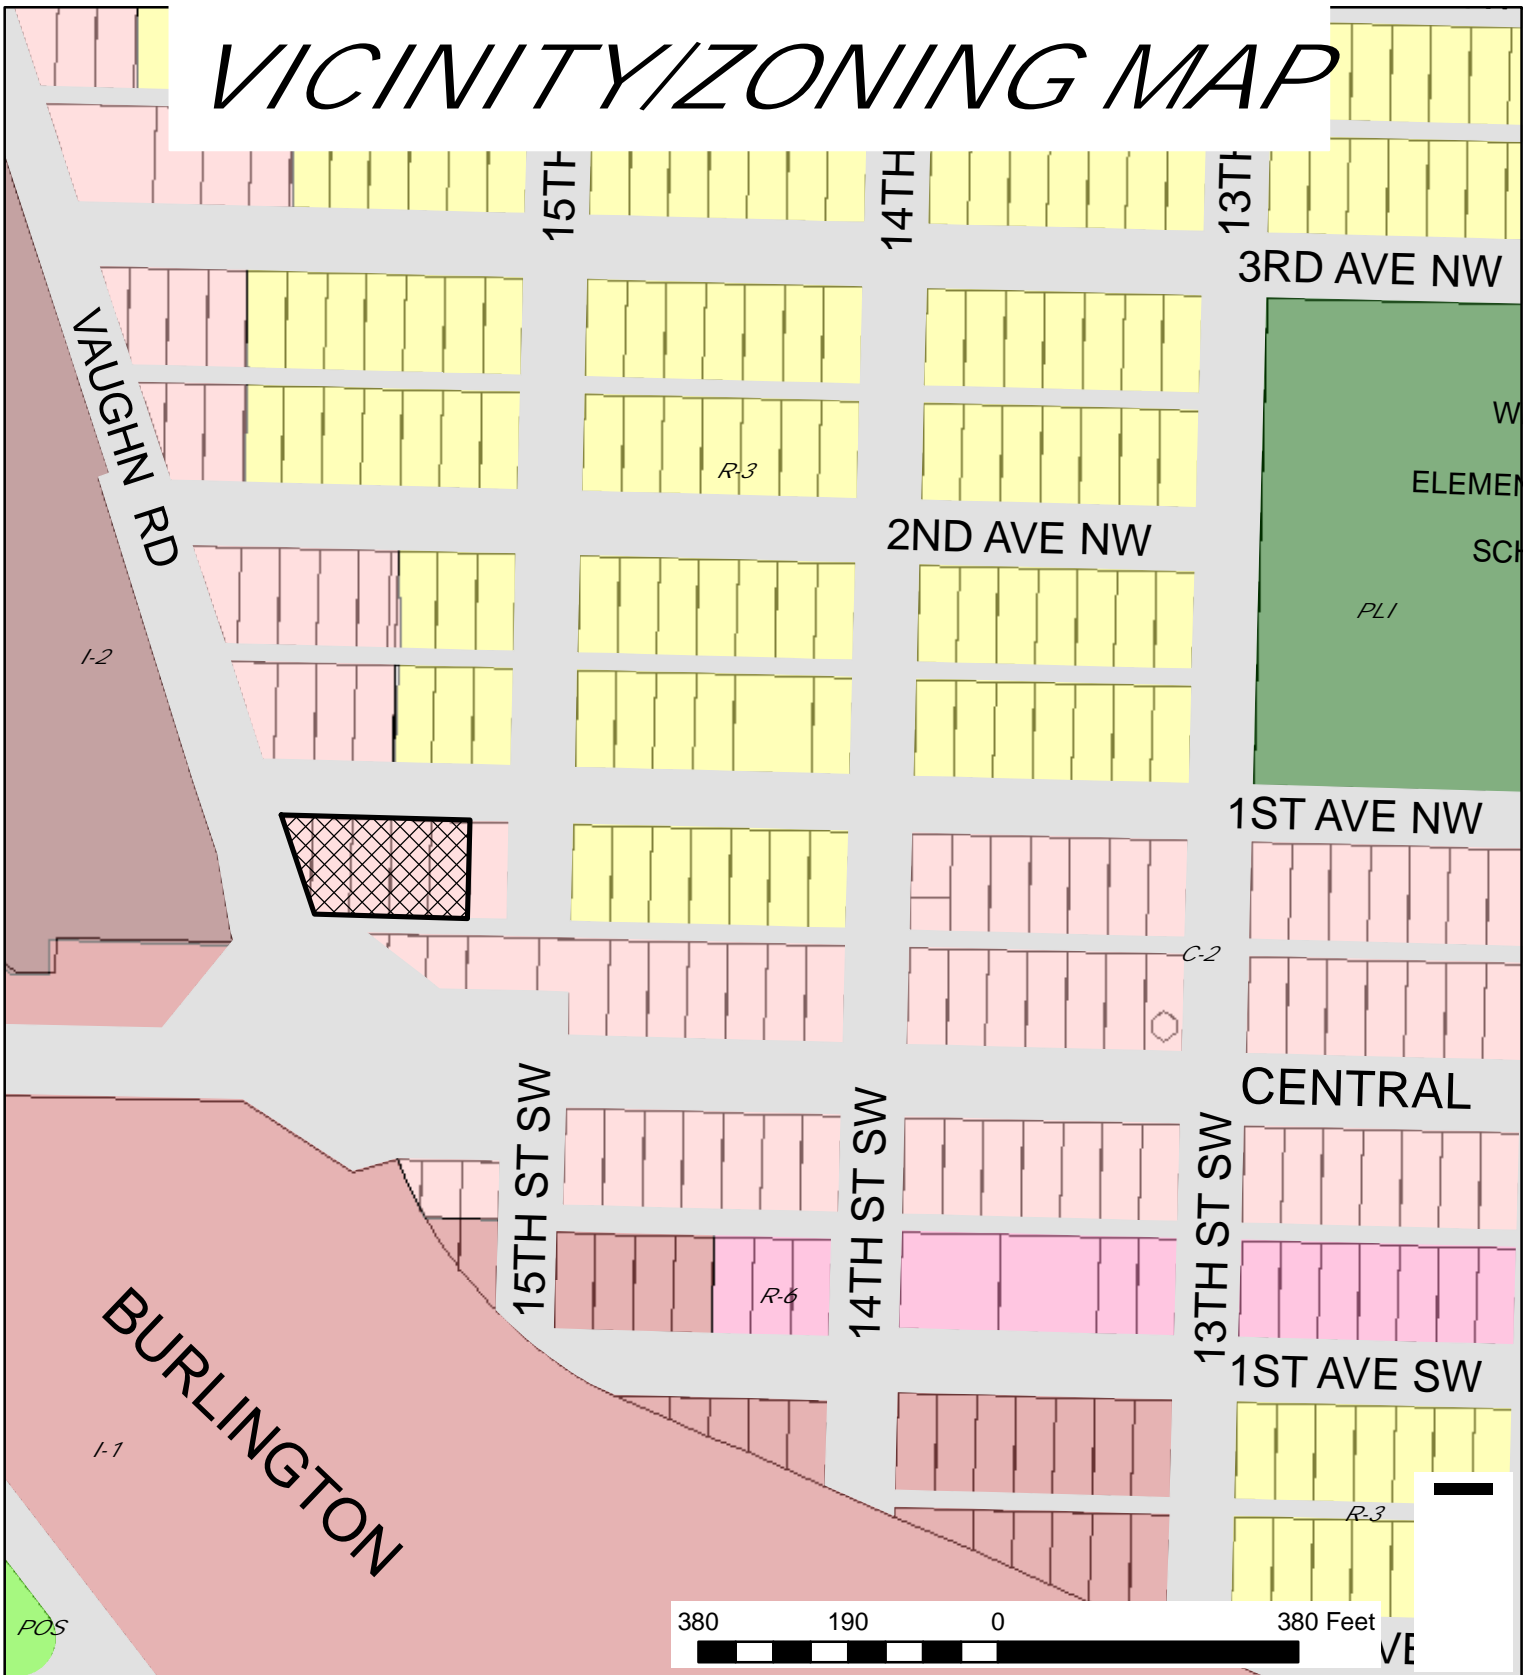 VICINITY/ZONING MAP
15TH
14TH
13TH
3RD AVE NW
VAUGHN RD
W
ELEMEN
R-3
2ND AVE NW
SCH
PLI
I-2
1ST AVE NW
C-2
CENTRAL
15TH ST SW
14TH ST SW
13TH ST SW
R-6
BURLINGTON
1ST AVE SW
I-1
R-3
POS
380 190 0 380 Feet
VE